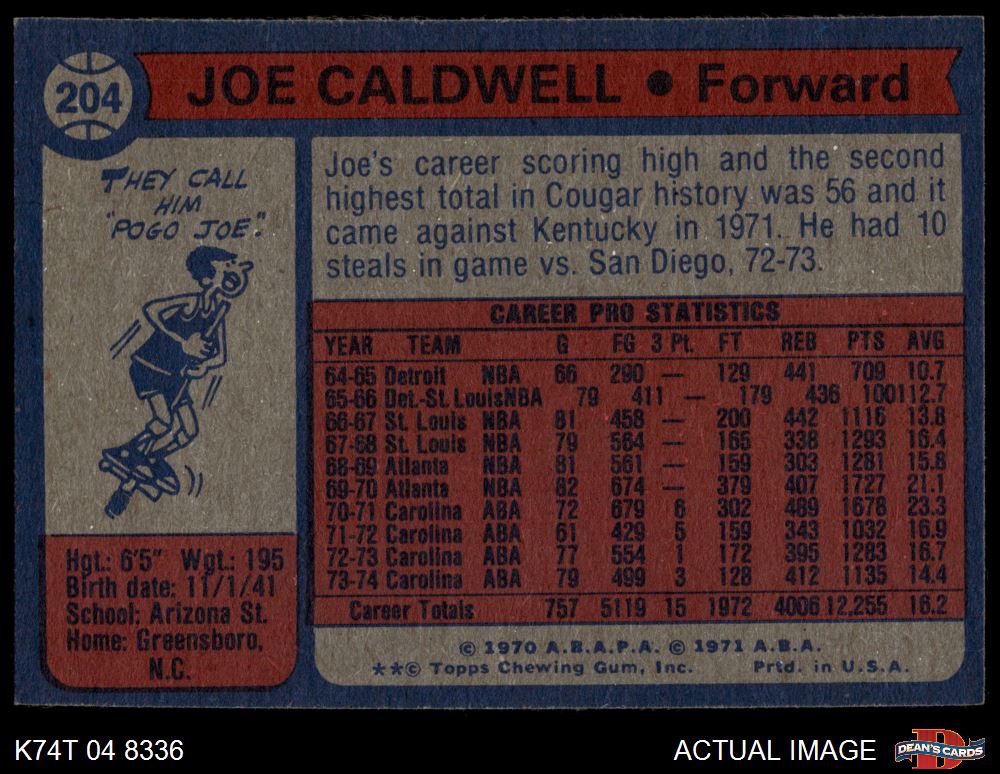 204
JOE CALDWELL • Forward
THEY CALL
HIM
"POGO JOE".
Joe's career scoring high and the second
highest total in Cougar history was 56 and it
came against Kentucky in 1971. He had 10
steals in game vs. San Diego, 72-73.
CAREER PRO STATISTICS
YEAR TEAM G FG 3 Pt. FT REB PTS AVG
64-65 Detroit NBA 66 290 — 129 441 709 10.7
65-66 Det.-St. Louis NBA 79 411 — 179 436 1001 12.7
66-67 St. Louis NBA 81 458 — 200 442 1116 13.8
67-68 St. Louis NBA 79 564 — 165 338 1293 16.4
68-69 Atlanta NBA 81 561 — 159 303 1281 15.8
69-70 Atlanta NBA 82 674 — 379 407 1727 21.1
70-71 Carolina ABA 72 679 6 302 489 1678 23.3
71-72 Carolina ABA 61 429 5 159 343 1032 16.9
72-73 Carolina ABA 77 554 1 172 395 1283 16.7
73-74 Carolina ABA 79 499 3 128 412 1135 14.4
Career Totals 757 5119 15 1972 4006 12,255 16.2
Hgt.: 6'5" Wgt.: 195
Birth date: 11/1/41
School: Arizona St.
Home: Greensboro,
N.C.
© 1970 A.B.A.P.A. © 1971 A.B.A.
**© Topps Chewing Gum, Inc. Prtd. in U.S.A.
K74T 04 8336
ACTUAL IMAGE
DEAN'S CARDS